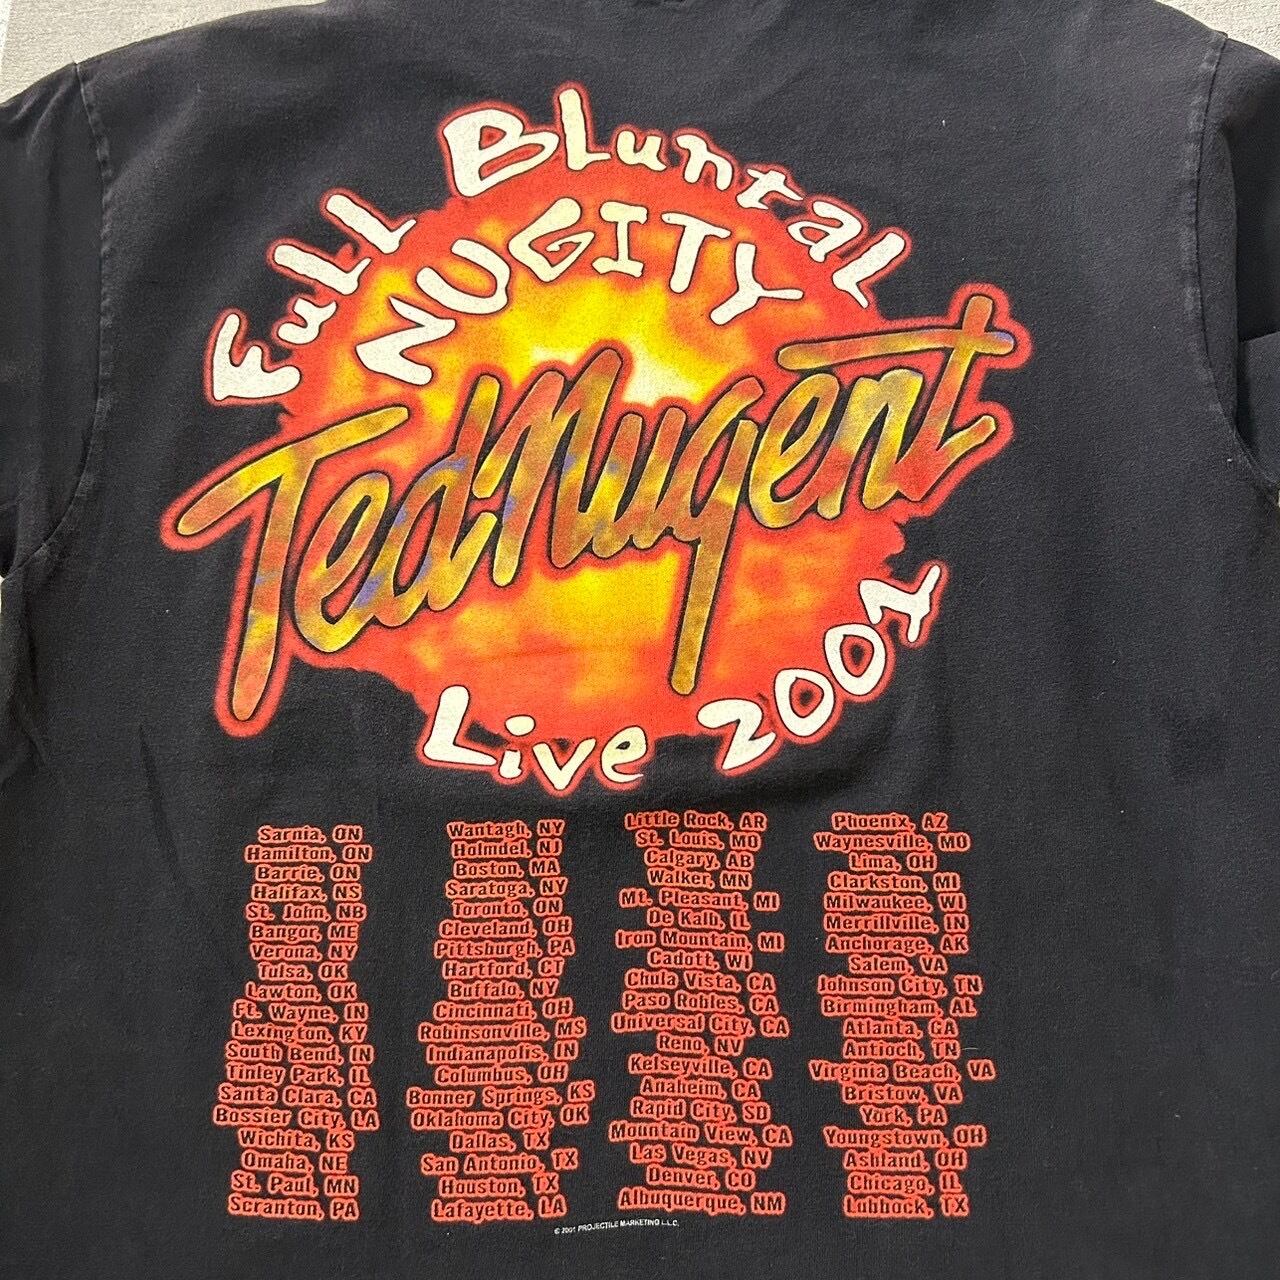 Full Bluntal
NUGITY
Ted Nugent
Live 2001
Sarnia, ON
Hamilton, ON
Barrie, ON
Halifax, NS
St. John, NB
Bangor, ME
Verona, NY
Tulsa, OK
Lawton, OK
Ft. Wayne, IN
Lexington, KY
South Bend, IN
Tinley Park, IL
Santa Clara, CA
Bossier City, LA
Wichita, KS
Omaha, NE
St. Paul, MN
Scranton, PA
Wantagh, NY
Holmdel, NJ
Boston, MA
Saratoga, NY
Toronto, ON
Cleveland, OH
Pittsburgh, PA
Hartford, CT
Buffalo, NY
Cincinnati, OH
Robinsonville, MS
Indianapolis, IN
Columbus, OH
Bonner Springs, KS
Oklahoma City, OK
Dallas, TX
San Antonio, TX
Houston, TX
Lafayette, LA
Little Rock, AR
St. Louis, MO
Calgary, AB
Walker, MN
Mt. Pleasant, MI
De Kalb, IL
Iron Mountain, MI
Cadott, WI
Chula Vista, CA
Paso Robles, CA
Universal City, CA
Reno, NV
Kelseyville, CA
Anaheim, CA
Rapid City, SD
Mountain View, CA
Las Vegas, NV
Denver, CO
Albuquerque, NM
Phoenix, AZ
Waynesville, MO
Lima, OH
Clarkston, MI
Milwaukee, WI
Merrillville, IN
Anchorage, AK
Salem, VA
Johnson City, TN
Birmingham, AL
Atlanta, GA
Antioch, TN
Virginia Beach, VA
Bristow, VA
York, PA
Youngstown, OH
Ashland, OH
Chicago, IL
Lubbock, TX
© 2001 PROJECTILE MARKETING L.L.C.